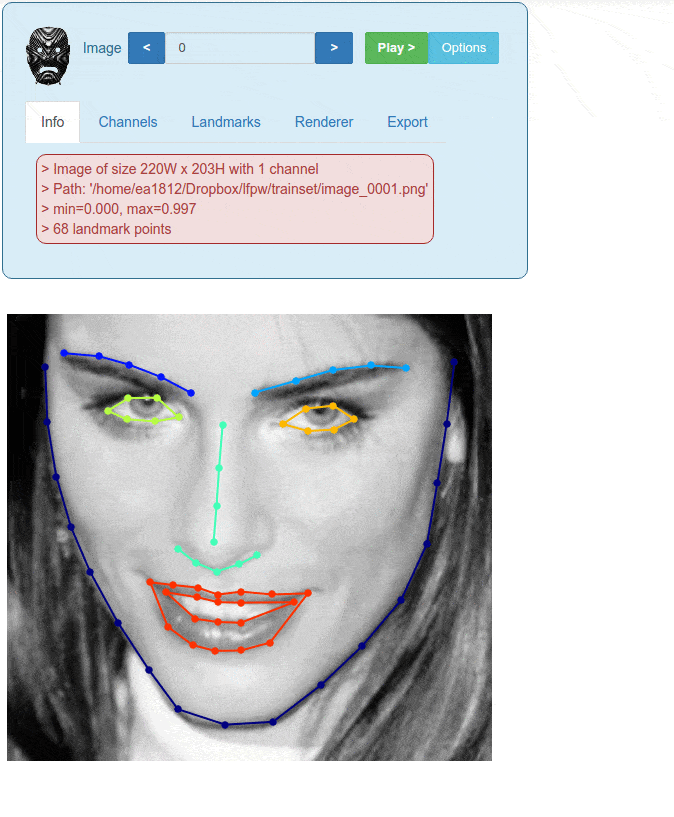 Image < 0 > Play > Options
Info Channels Landmarks Renderer Export
> Image of size 220W x 203H with 1 channel
> Path: '/home/ea1812/Dropbox/lfpw/trainset/image_0001.png'
> min=0.000, max=0.997
> 68 landmark points